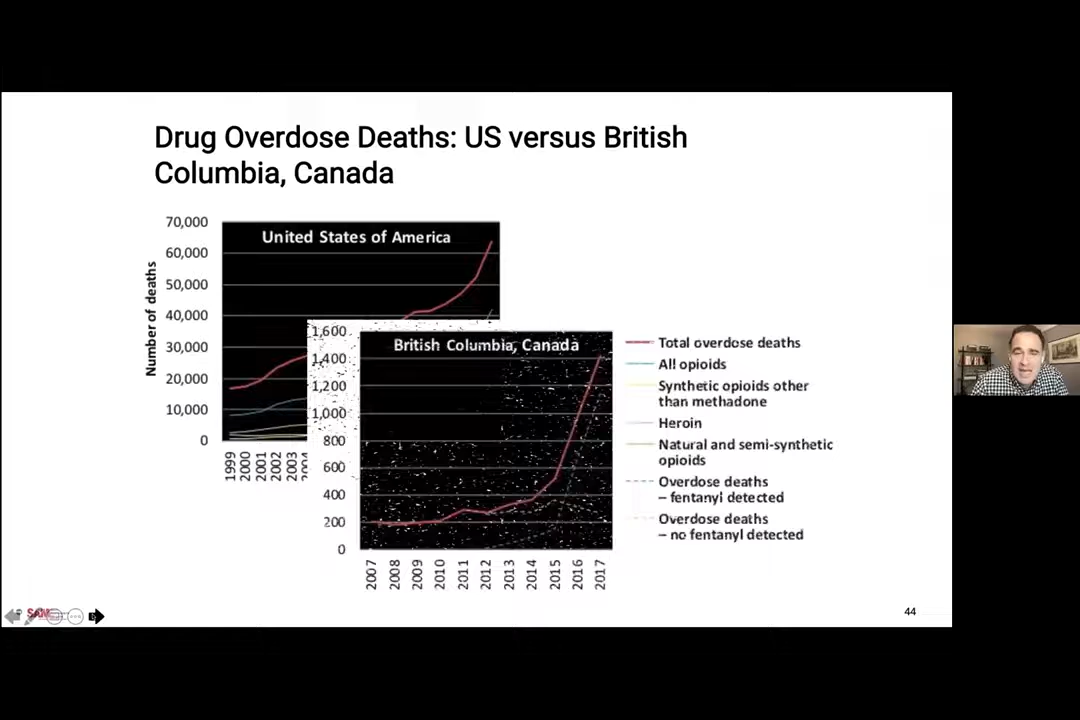 Drug Overdose Deaths: US versus British
Columbia, Canada
70,000
60,000
50,000
40,000
30,000
20,000
10,000
0
Number of deaths
United States of America
1999
2000
2001
2002
2003
2004
1,600
1,400
1,200
1,000
800
600
400
200
0
British Columbia, Canada
2007
2008
2009
2010
2011
2012
2013
2014
2015
2016
2017
Total overdose deaths
All opioids
Synthetic opioids other
than methadone
Heroin
Natural and semi-synthetic
opioids
Overdose deaths
– fentanyl detected
Overdose deaths
– no fentanyl detected
44